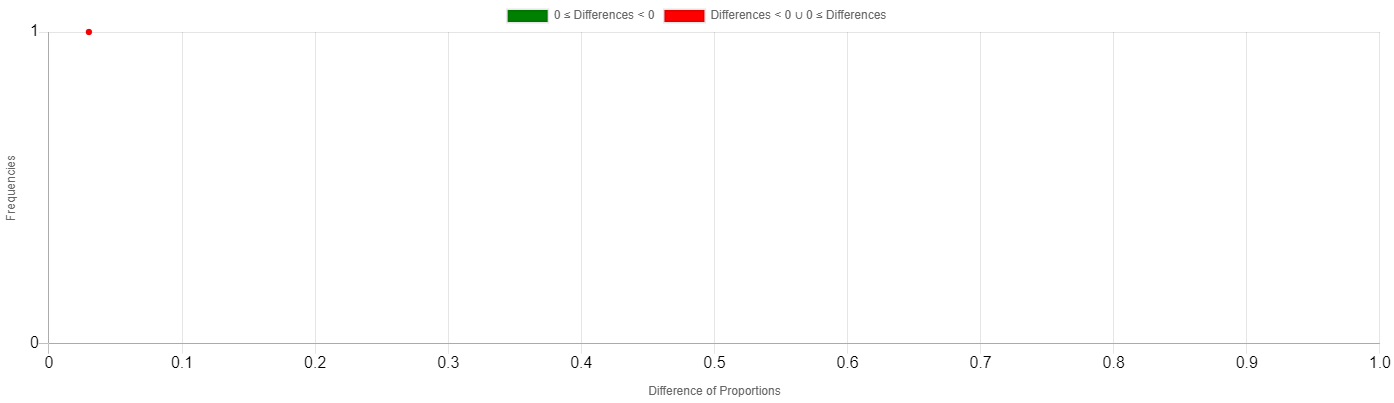 0 ≤ Differences < 0 Differences < 0 ∪ 0 ≤ Differences
1
Frequencies
0
0 0.1 0.2 0.3 0.4 0.5 0.6 0.7 0.8 0.9 1.0
Difference of Proportions